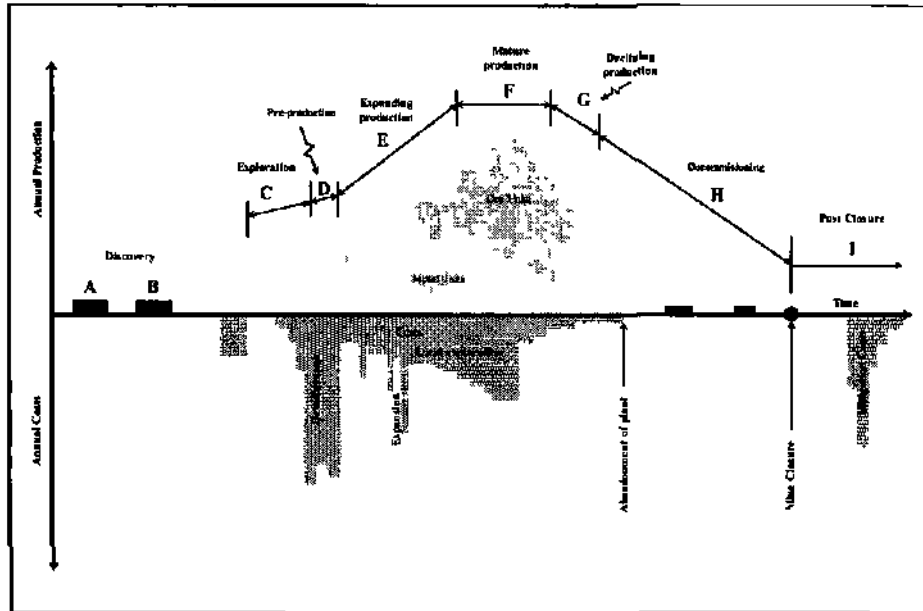 Mature
production
Declining
production
F
G
Expanding
production
Pre-production
E
Exploration
C
D
Annual Production
H
Post Closure
I
Discovery
A
B
Time
Annual Costs
Expansion
Abandonment of plant
Mine Closure